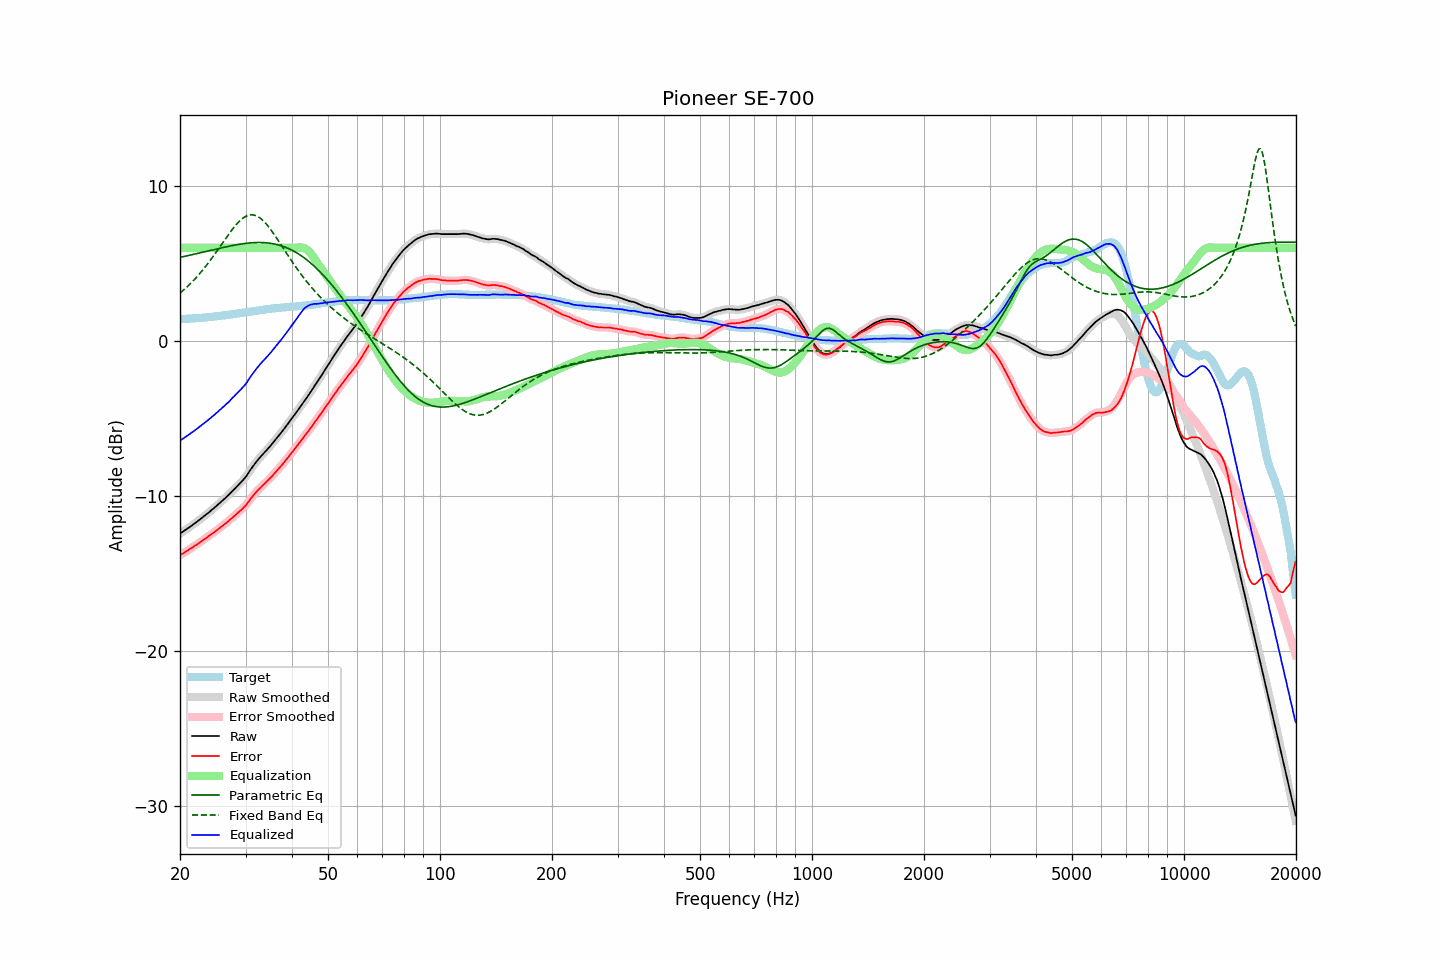 Pioneer SE-700
Amplitude (dBr)
10
0
−10
−20
−30
Target
Raw Smoothed
Error Smoothed
Raw
Error
Equalization
Parametric Eq
Fixed Band Eq
Equalized
20 50 100 200 500 1000 2000 5000 10000 20000
Frequency (Hz)